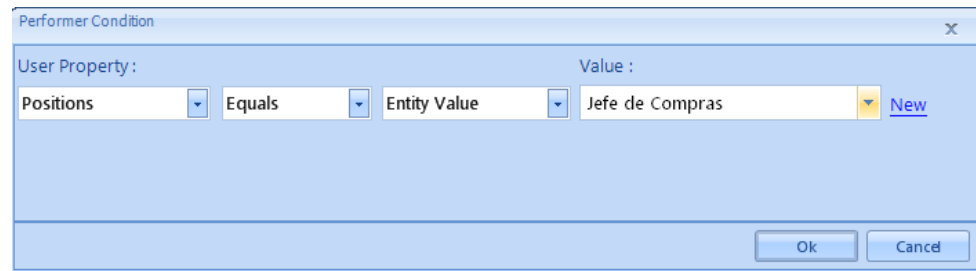 Performer Condition x
User Property : Value :
Positions Equals Entity Value Jefe de Compras New
Ok Cancel